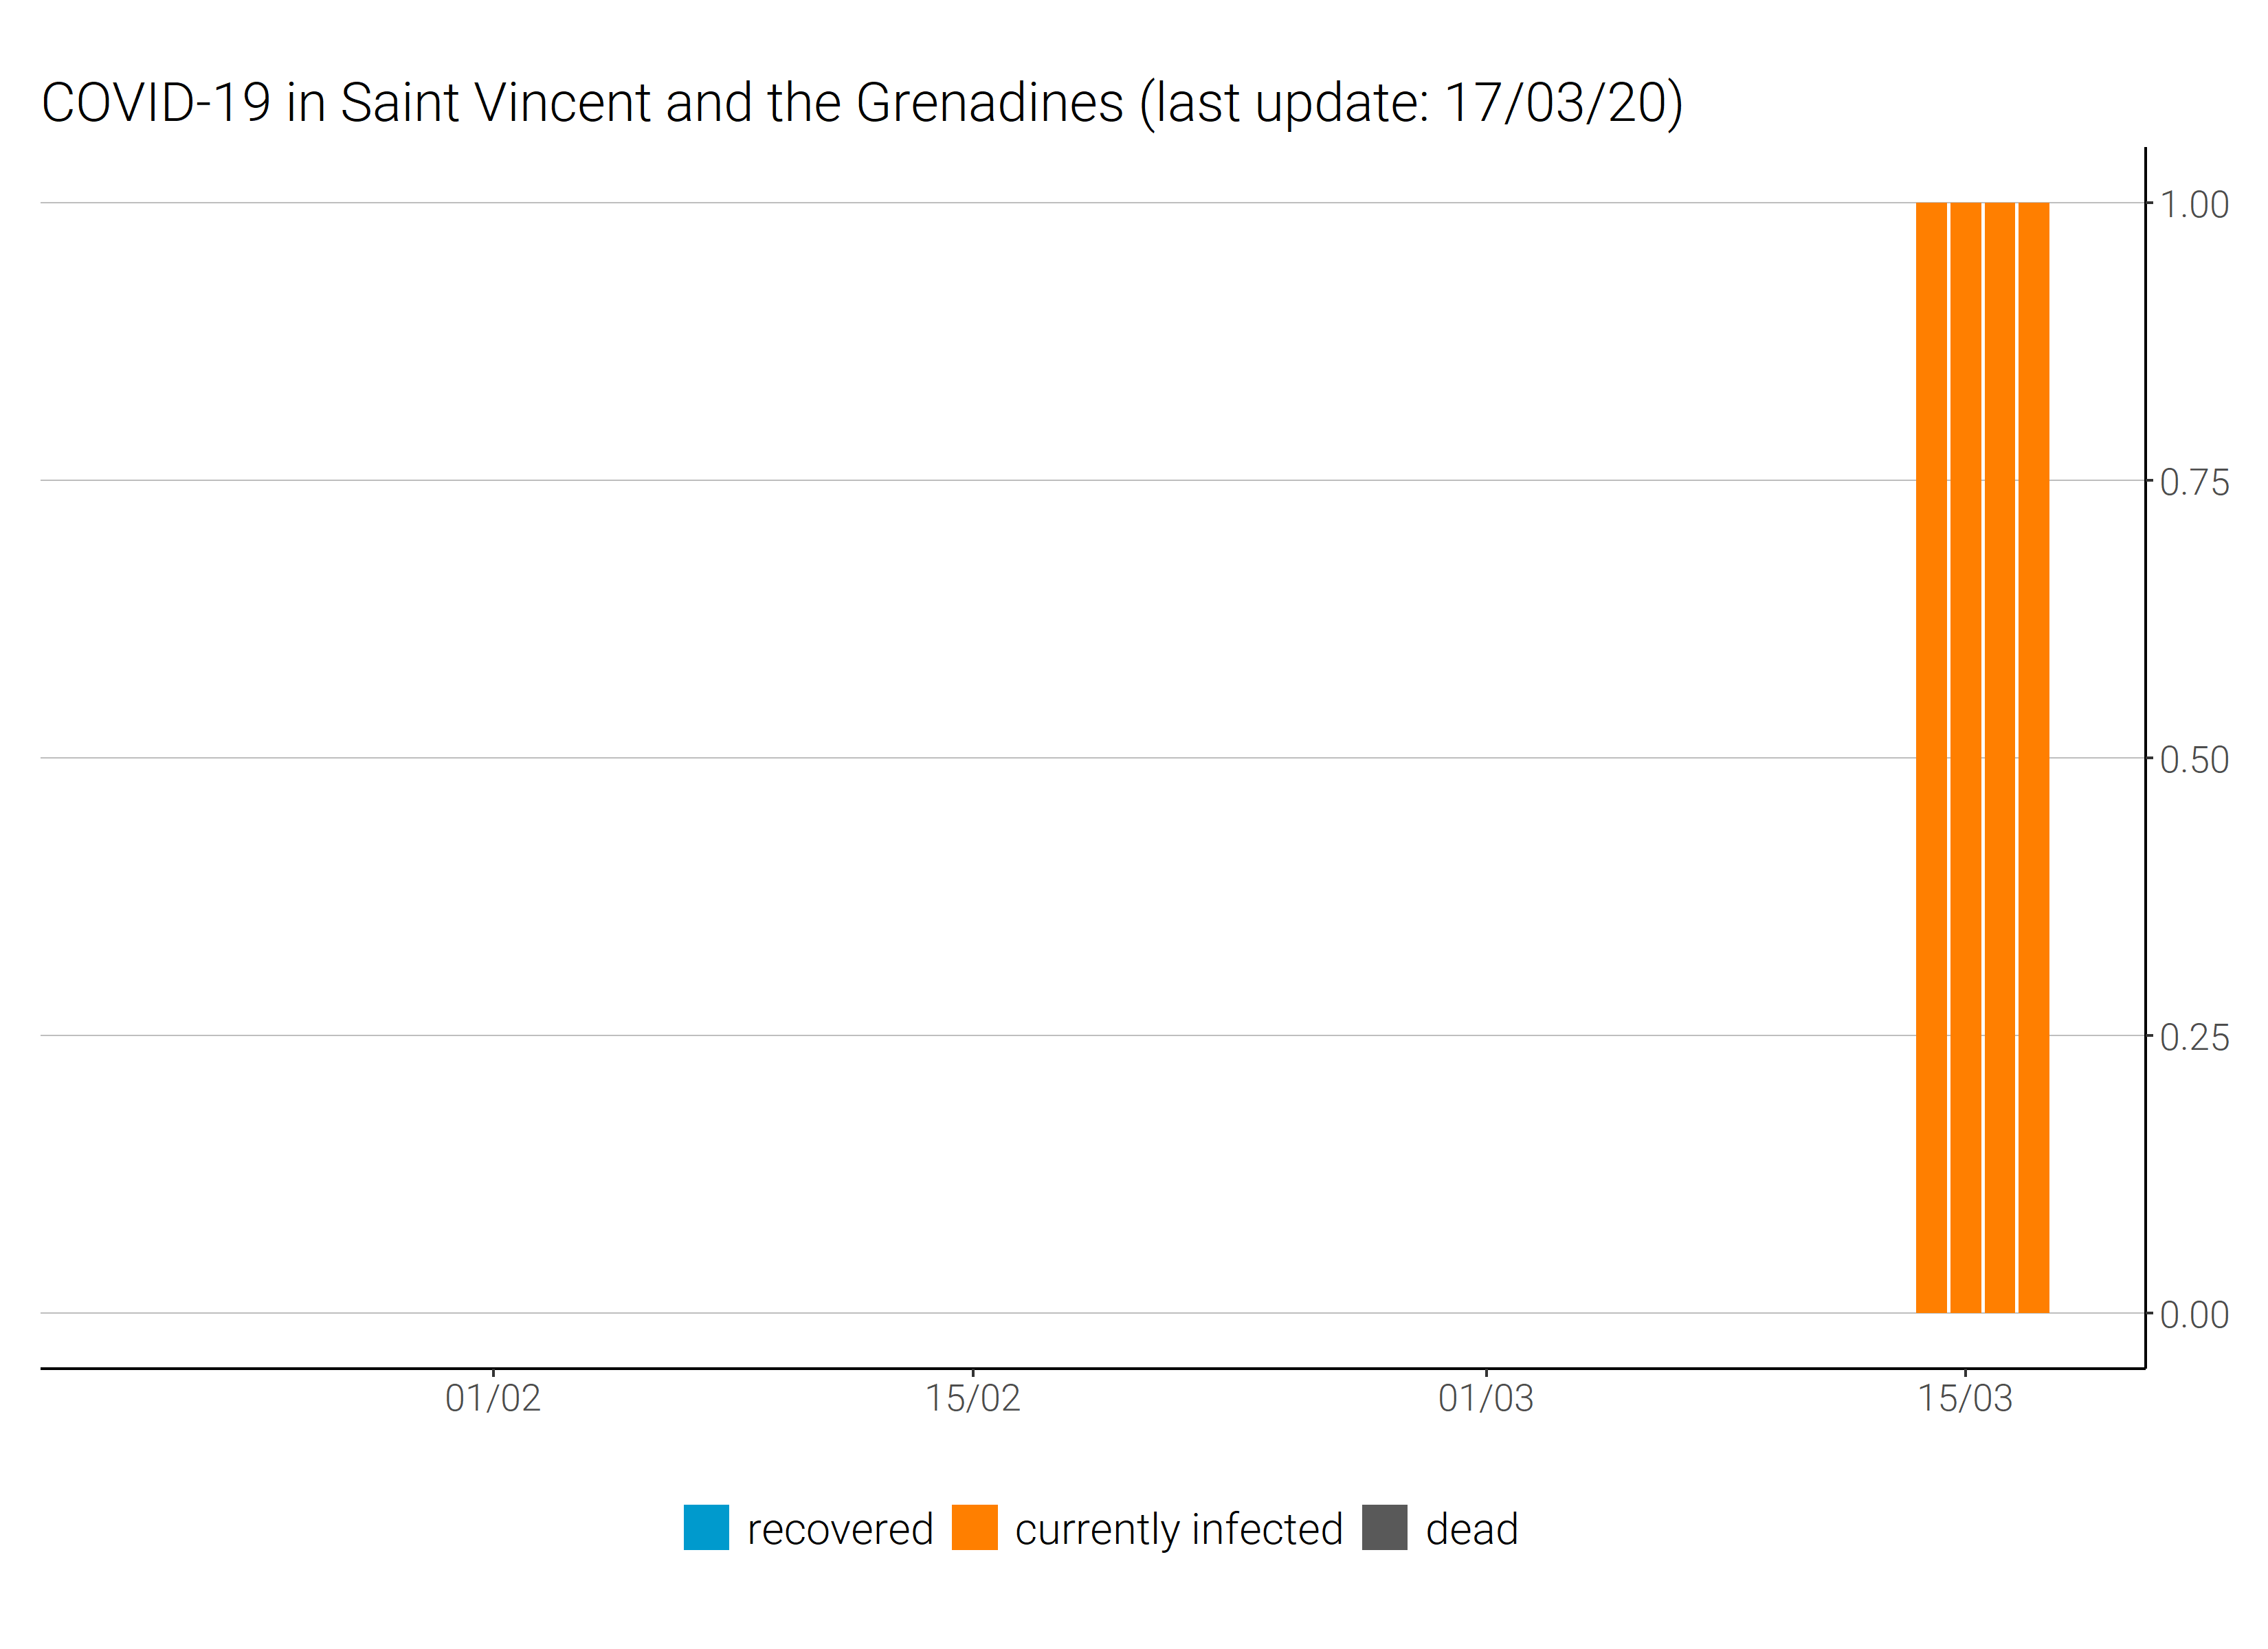 COVID-19 in Saint Vincent and the Grenadines (last update: 17/03/20)
1.00
0.75
0.50
0.25
0.00
01/02 15/02 01/03 15/03
recovered currently infected dead